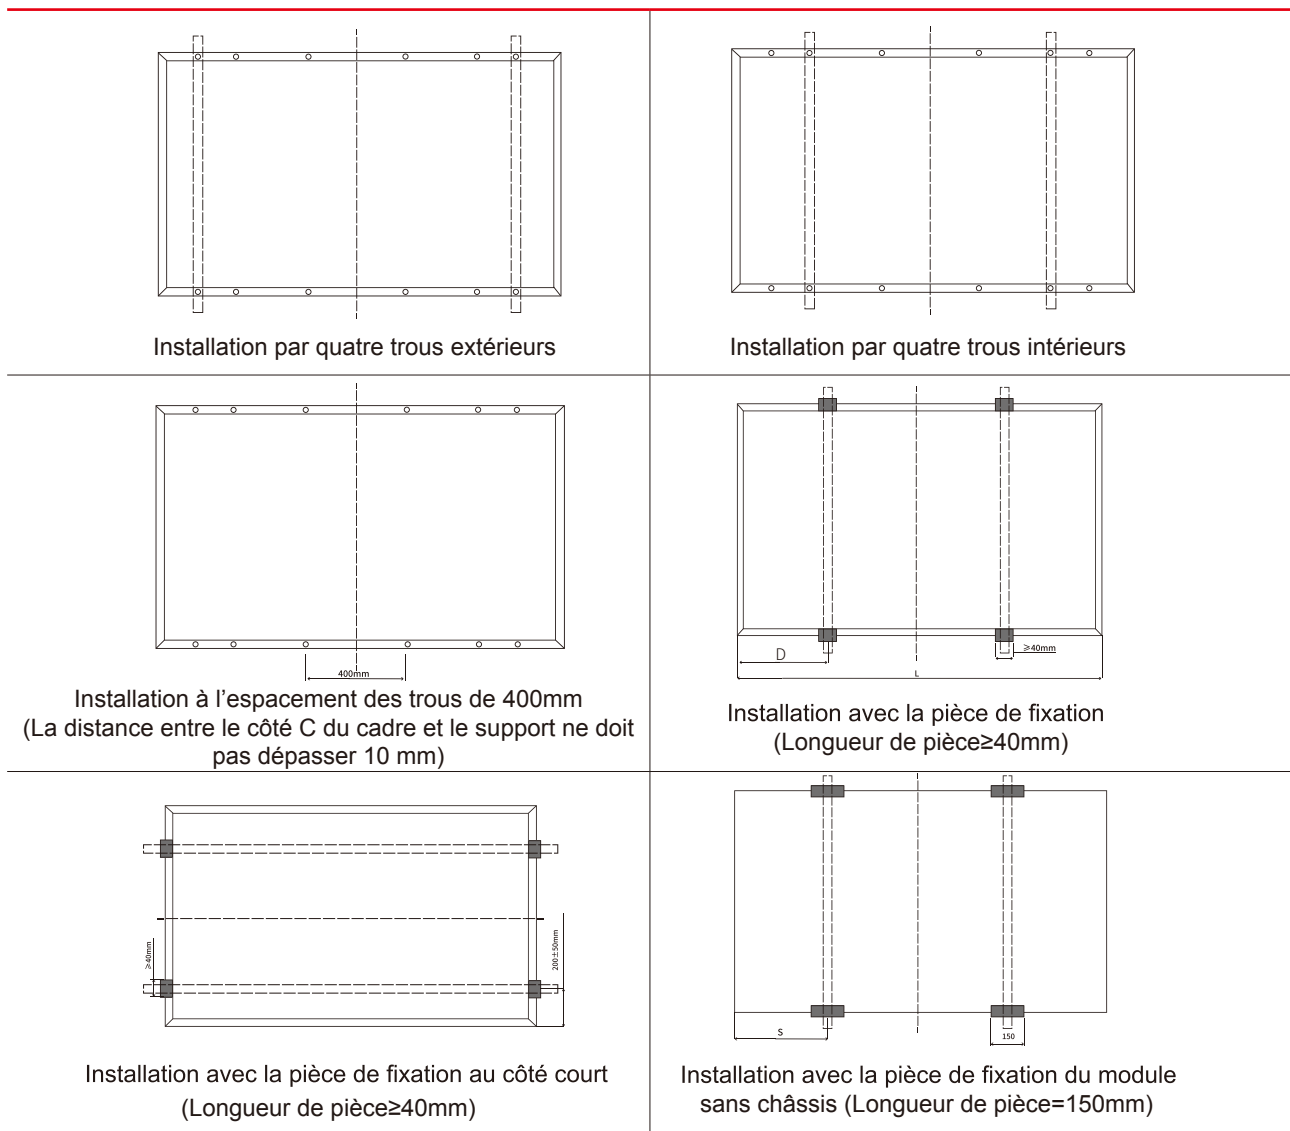 Installation par quatre trous extérieurs
Installation par quatre trous intérieurs
400mm
Installation à l’espacement des trous de 400mm
(La distance entre le côté C du cadre et le support ne doit
pas dépasser 10 mm)
D
≥40mm
L
Installation avec la pièce de fixation
(Longueur de pièce≥40mm)
≥40mm
200±50mm
Installation avec la pièce de fixation au côté court
(Longueur de pièce≥40mm)
S
150
Installation avec la pièce de fixation du module
sans châssis (Longueur de pièce=150mm)